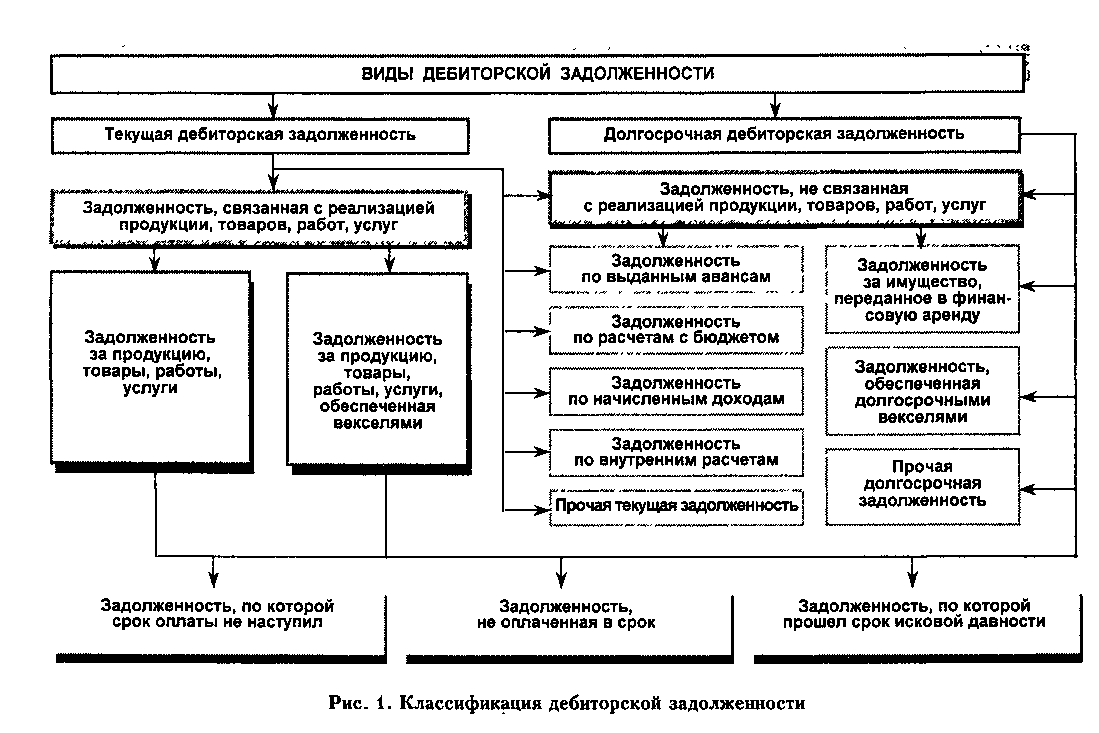 ВИДЫ ДЕБИТОРСКОЙ ЗАДОЛЖЕННОСТИ
Текущая дебиторская задолженность
Долгосрочная дебиторская задолженность
Задолженность, связанная с реализацией
продукции, товаров, работ, услуг
Задолженность, не связанная
с реализацией продукции, товаров, работ, услуг
Задолженность
за продукцию,
товары, работы,
услуги
Задолженность
за продукцию,
товары,
работы, услуги,
обеспеченная
векселями
Задолженность
по выданным авансам
Задолженность
по расчетам с бюджетом
Задолженность
по начисленным доходам
Задолженность
по внутренним расчетам
Прочая текущая задолженность
Задолженность
за имущество,
переданное в финан-
совую аренду
Задолженность,
обеспеченная
долгосрочными
векселями
Прочая
долгосрочная
задолженность
Задолженность, по которой
срок оплаты не наступил
Задолженность,
не оплаченная в срок
Задолженность, по которой
прошел срок исковой давности
Рис. 1. Классификация дебиторской задолженности